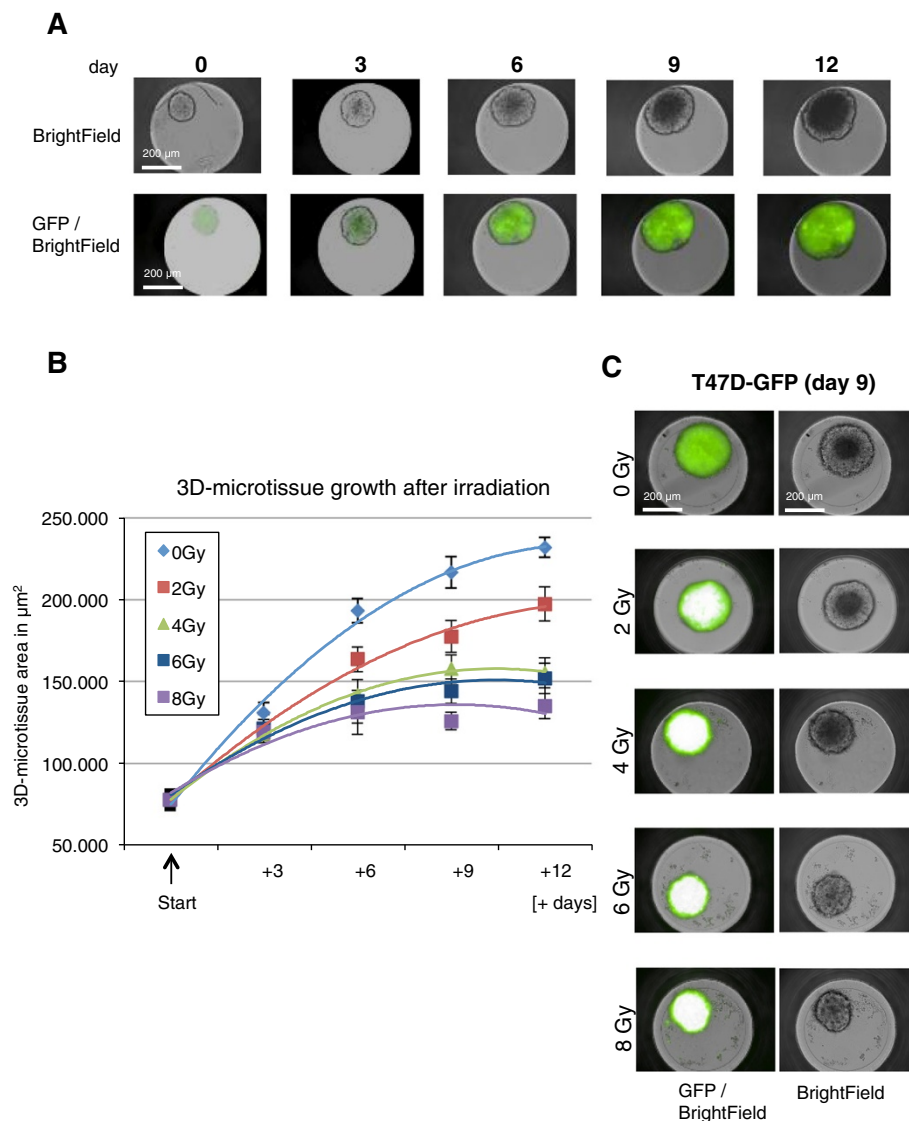 A
day 0 3 6 9 12
BrightField
200 µm
GFP /
BrightField
200 µm
B
3D-microtissue growth after irradiation
3D-microtissue area in µm²
250.000
200.000
150.000
100.000
50.000
0Gy
2Gy
4Gy
6Gy
8Gy
+3 +6 +9 +12
Start
[+ days]
C
T47D-GFP (day 9)
0 Gy
200 µm 200 µm
2 Gy
4 Gy
6 Gy
8 Gy
GFP /
BrightField
BrightField